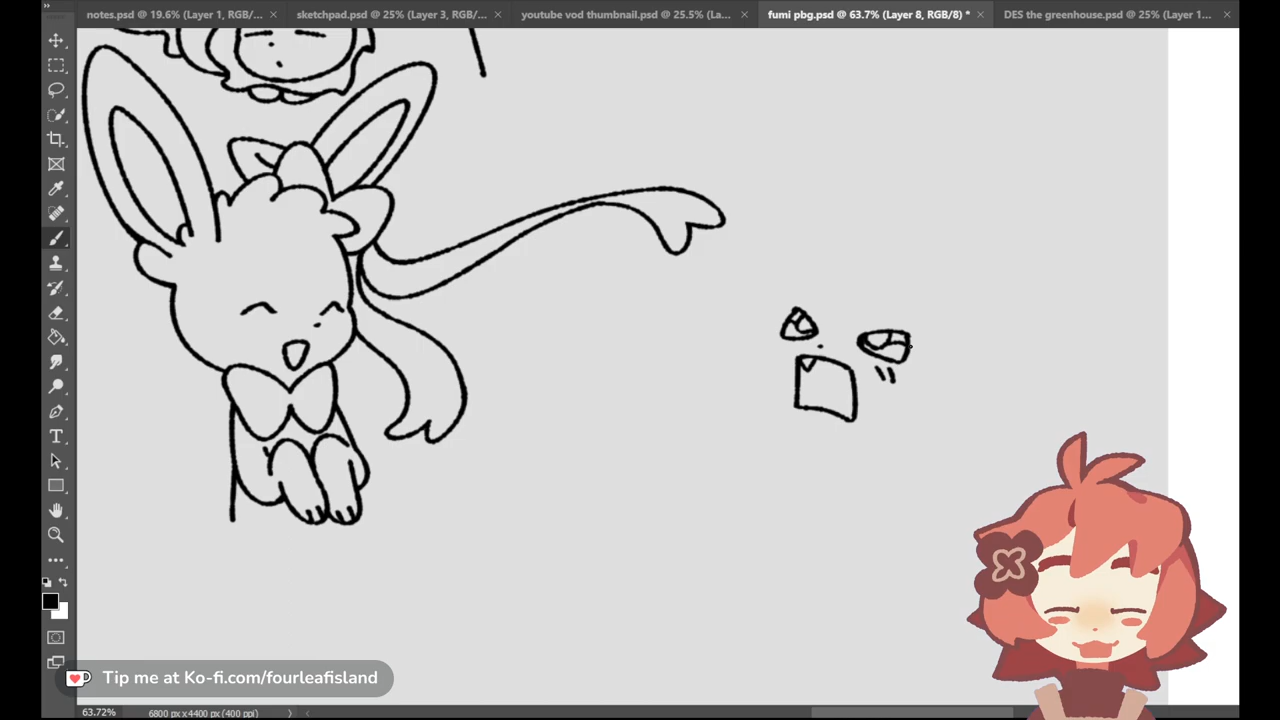 notes.psd @ 19.6% (Layer 1, RGB/... ×
sketchpad.psd @ 25% (Layer 3, RGB/... ×
youtube vod thumbnail.psd @ 25.5% (La... ×
fumi pbg.psd @ 63.7% (Layer 8, RGB/8) * ×
DES the greenhouse.psd @ 25% (Layer 1... ×
Tip me at Ko-fi.com/fourleafisland
63.72%
6800 px x 4400 px (400 ppi)